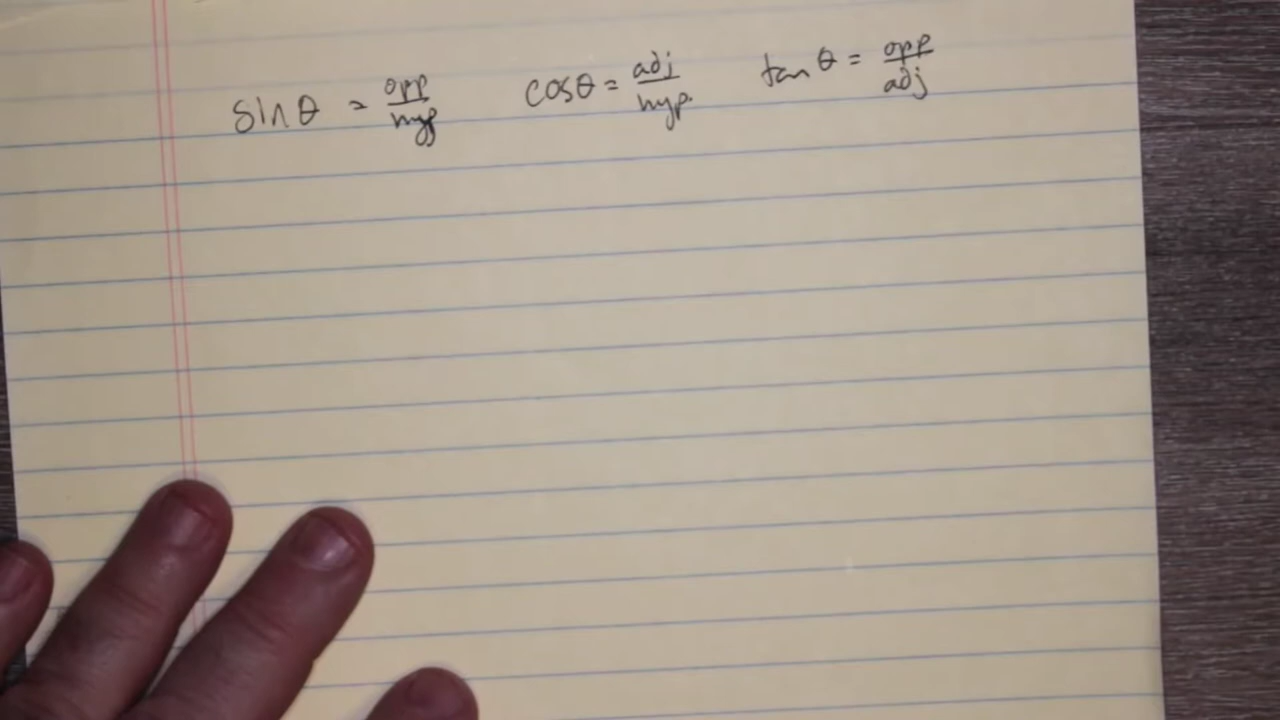 sin θ = opp/hyp cos θ = adj/hyp. tan θ = opp/adj